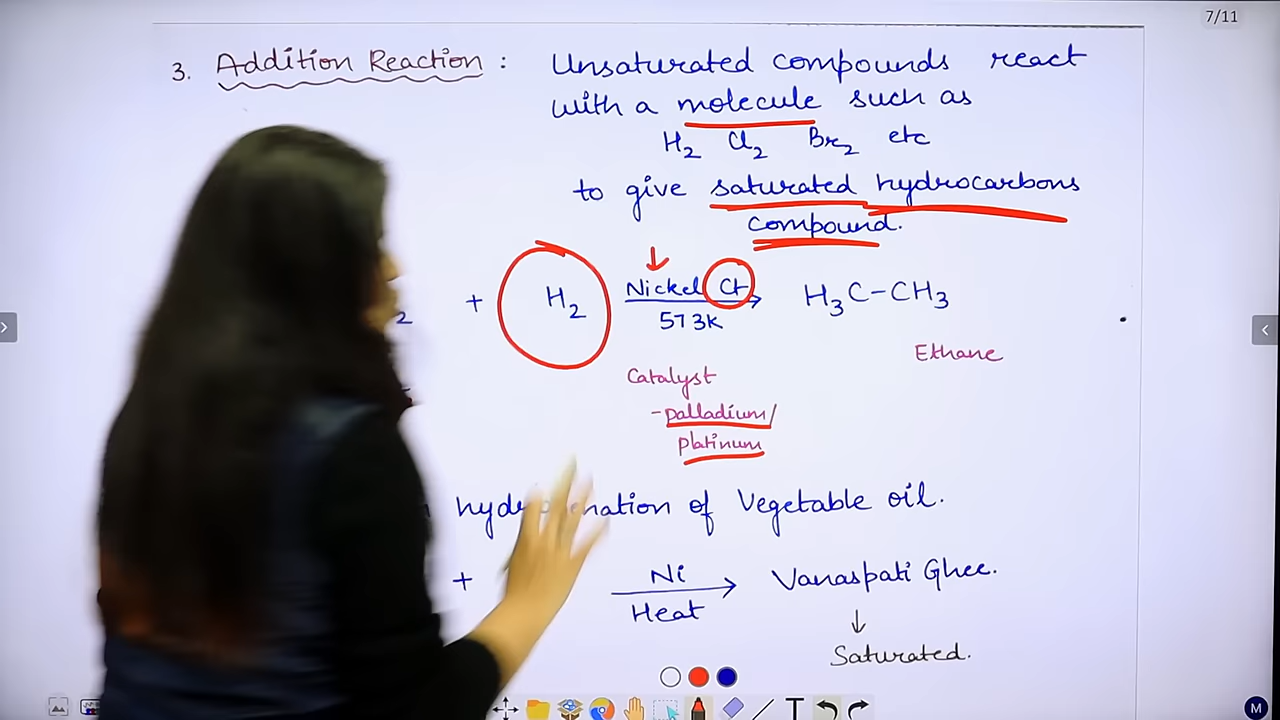 7/11
3. Addition Reaction : Unsaturated compounds react
with a molecule such as
H2 Cl2 Br2 etc
to give saturated hydrocarbons
compound.
2 + H2 Nickel Ct H3C-CH3
573K
Ethane
Catalyst
-palladium/
platinum
of Vegetable oil.
+ Ni Vanaspati Ghee.
Heat
↓
Saturated.
T
M